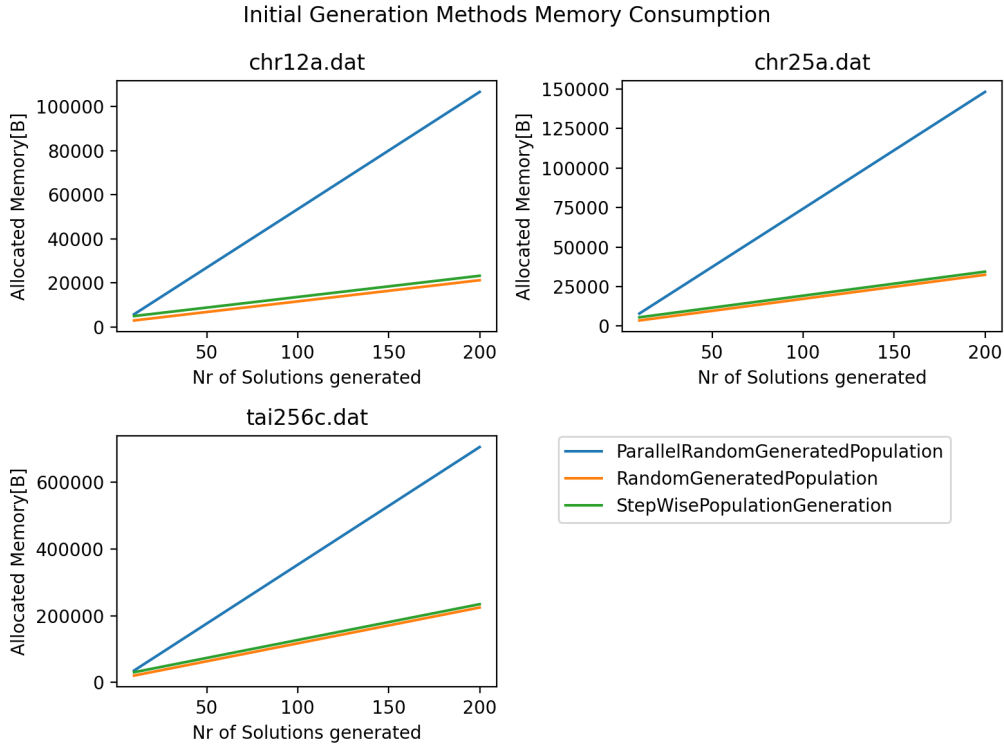 Initial Generation Methods Memory Consumption
chr12a.dat
Allocated Memory[B]
100000
80000
60000
40000
20000
0
50 100 150 200
Nr of Solutions generated
chr25a.dat
Allocated Memory[B]
150000
125000
100000
75000
50000
25000
0
50 100 150 200
Nr of Solutions generated
tai256c.dat
Allocated Memory[B]
600000
400000
200000
0
50 100 150 200
Nr of Solutions generated
ParallelRandomGeneratedPopulation
RandomGeneratedPopulation
StepWisePopulationGeneration